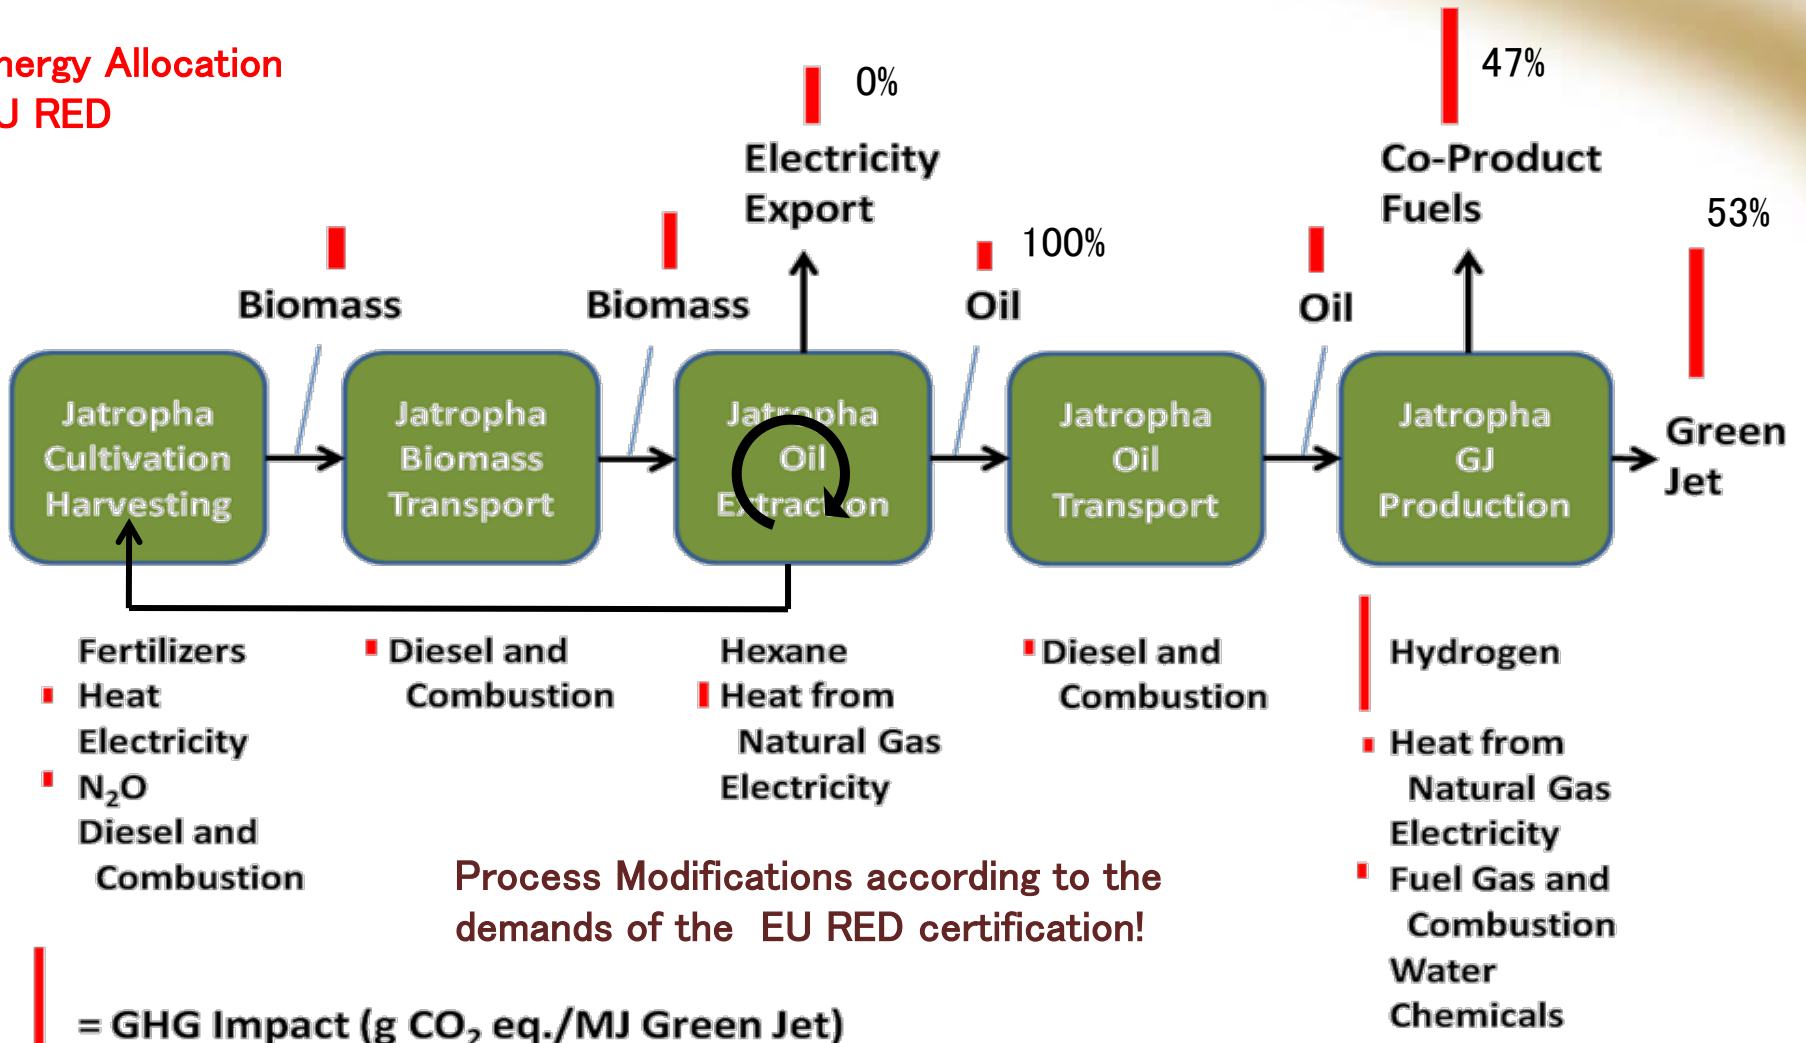 nergy Allocation
U RED
0%
Electricity
Export
47%
Co-Product
Fuels
53%
Biomass
Biomass
100%
Oil
Oil
Jatropha
Cultivation
Harvesting
Jatropha
Biomass
Transport
Jatropha
Oil
Extraction
Jatropha
Oil
Transport
Jatropha
GJ
Production
Green
Jet
Fertilizers
Heat
Electricity
N₂O
Diesel and
Combustion
Diesel and
Combustion
Hexane
Heat from
Natural Gas
Electricity
Diesel and
Combustion
Hydrogen
Heat from
Natural Gas
Electricity
Fuel Gas and
Combustion
Water
Chemicals
Process Modifications according to the
demands of the EU RED certification!
= GHG Impact (g CO₂ eq./MJ Green Jet)